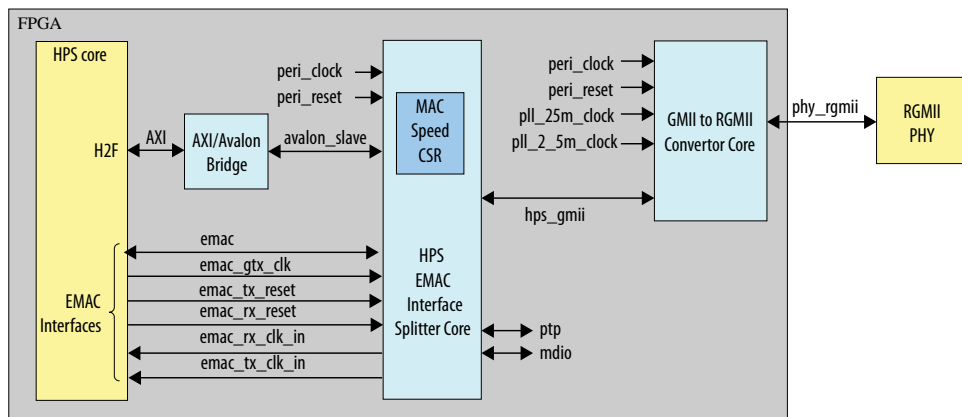 FPGA
HPS core
peri_clock
peri_reset
AXI
H2F
AXI/Avalon
Bridge
avalon_slave
MAC
Speed
CSR
peri_clock
peri_reset
pll_25m_clock
pll_2_5m_clock
GMII to RGMII
Convertor Core
phy_rgmii
RGMII
PHY
hps_gmii
emac
emac_gtx_clk
emac_tx_reset
emac_rx_reset
emac_rx_clk_in
emac_tx_clk_in
EMAC
Interfaces
HPS
EMAC
Interface
Splitter Core
ptp
mdio